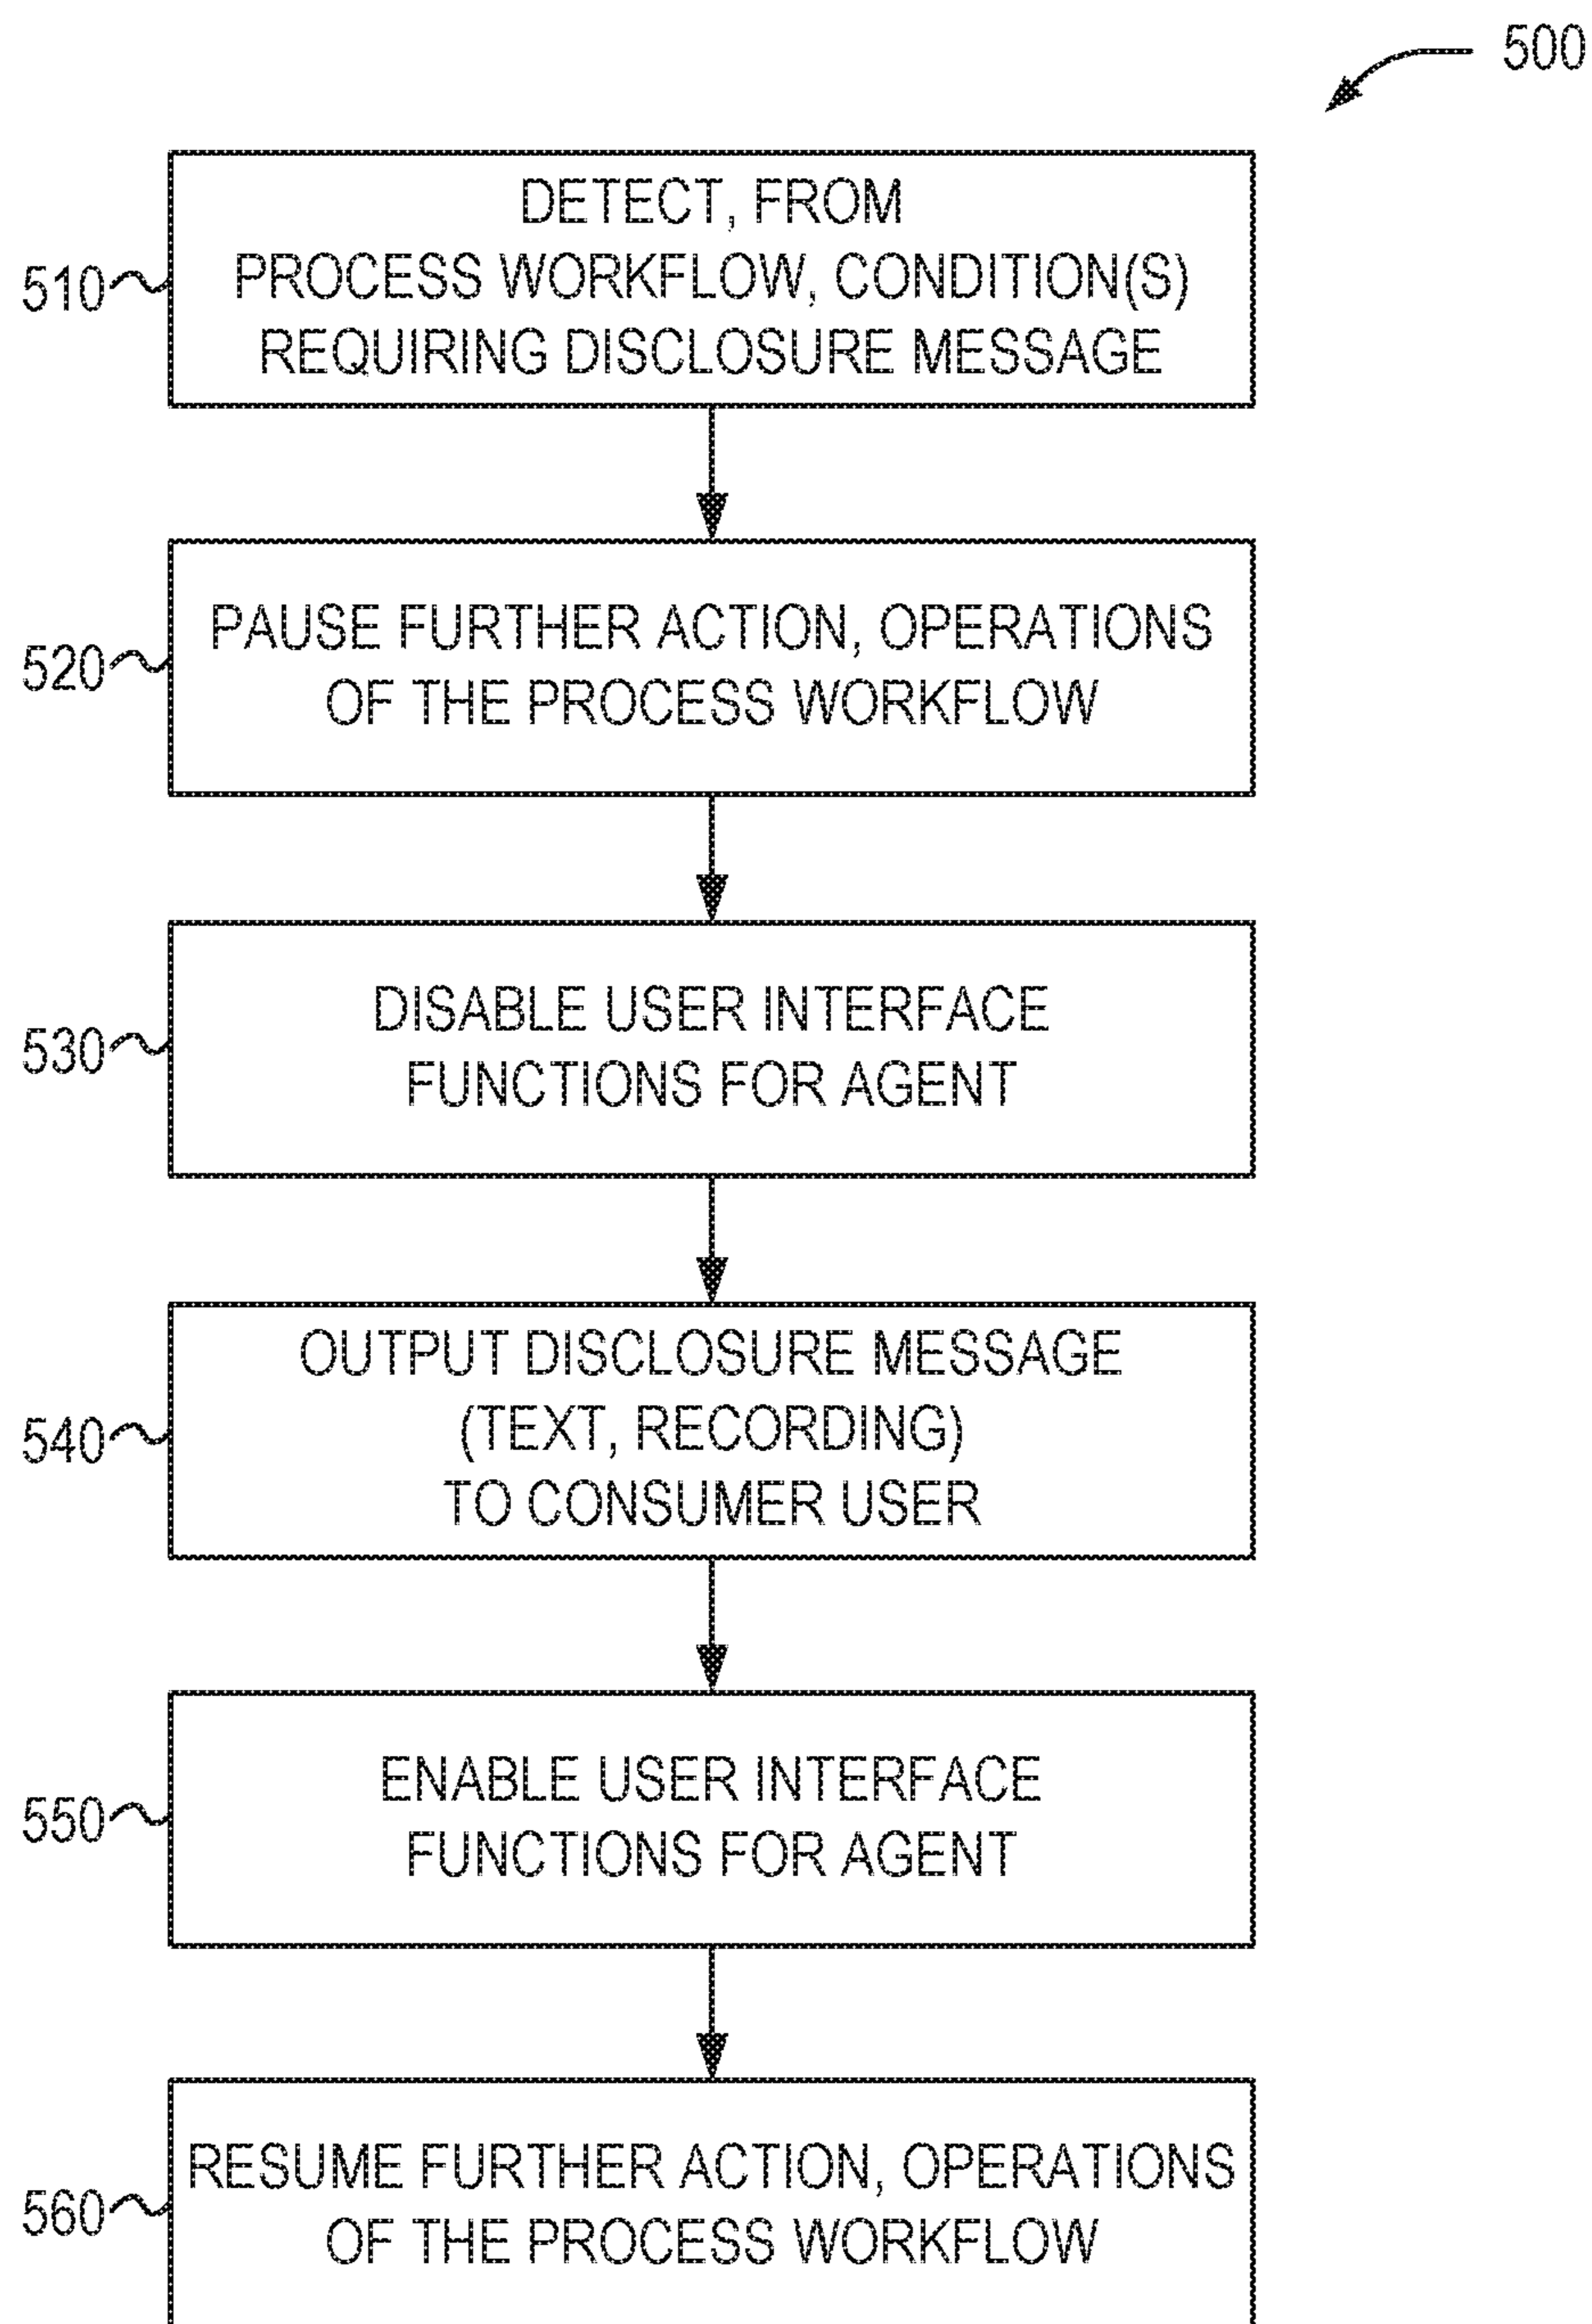 500
DETECT, FROM
PROCESS WORKFLOW, CONDITION(S)
REQUIRING DISCLOSURE MESSAGE
510
PAUSE FURTHER ACTION, OPERATIONS
OF THE PROCESS WORKFLOW
520
DISABLE USER INTERFACE
FUNCTIONS FOR AGENT
530
OUTPUT DISCLOSURE MESSAGE
(TEXT, RECORDING)
TO CONSUMER USER
540
ENABLE USER INTERFACE
FUNCTIONS FOR AGENT
550
RESUME FURTHER ACTION, OPERATIONS
OF THE PROCESS WORKFLOW
560